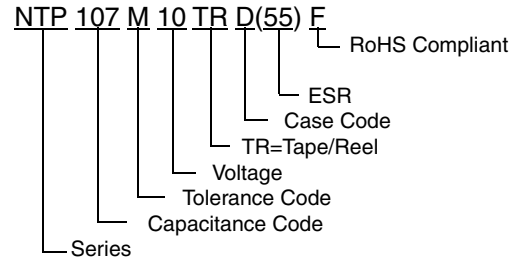 NTP 107 M 10 TR D(55) F
RoHS Compliant
ESR
Case Code
TR=Tape/Reel
Voltage
Tolerance Code
Capacitance Code
Series